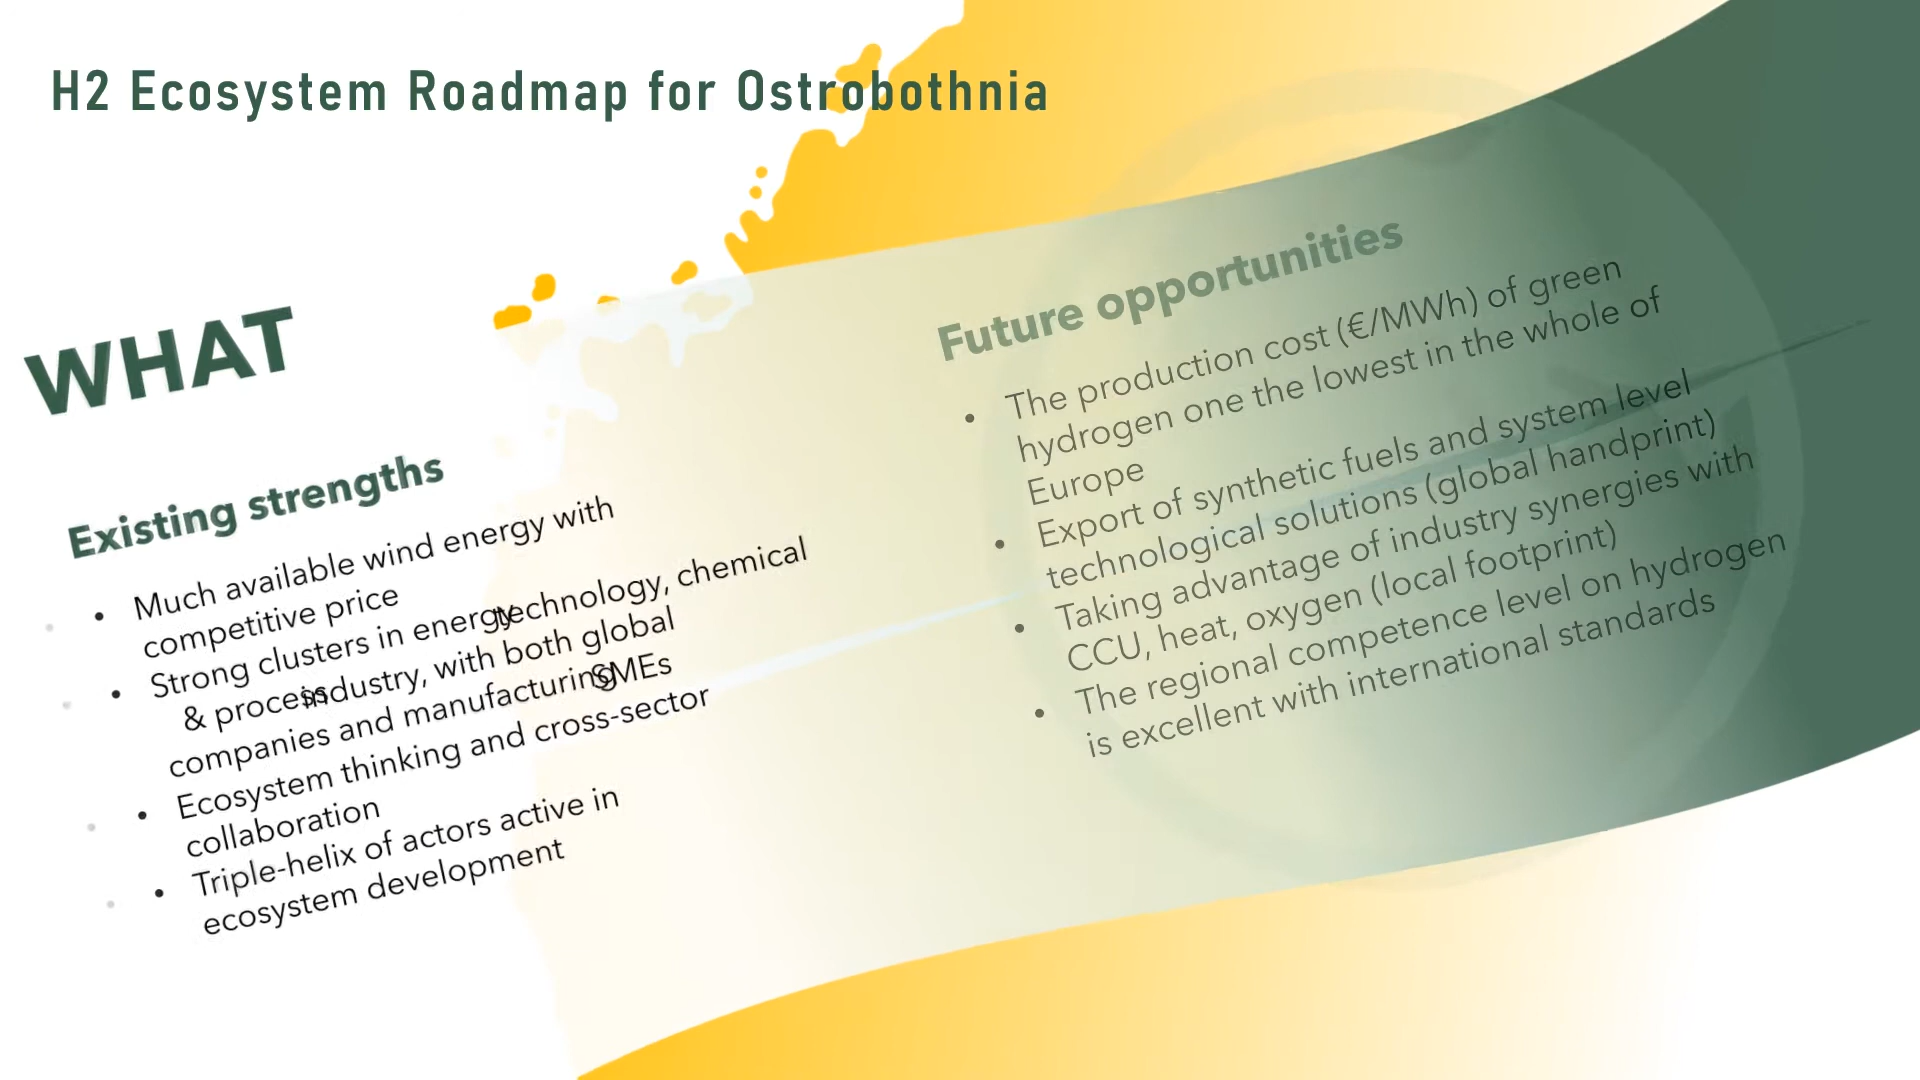 H2 Ecosystem Roadmap for Ostrobothnia
WHAT
Existing strengths
• Much available wind energy with
competitive price
• Strong clusters in energy technology, chemical
& process industry, with both global
companies and manufacturing SMEs
• Ecosystem thinking and cross-sector
collaboration
• Triple-helix of actors active in
ecosystem development
Future opportunities
• The production cost (€/MWh) of green
hydrogen one the lowest in the whole of
Europe
• Export of synthetic fuels and system level
technological solutions (global handprint)
• Taking advantage of industry synergies with
CCU, heat, oxygen (local footprint)
• The regional competence level on hydrogen
is excellent with international standards